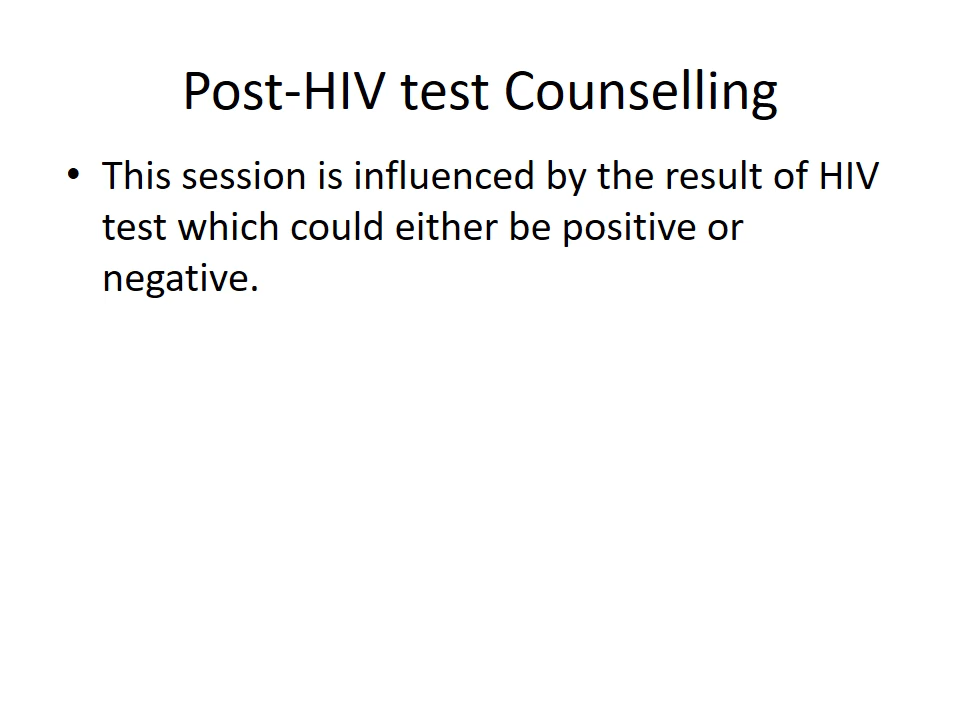 Post-HIV test Counselling
• This session is influenced by the result of HIV
test which could either be positive or
negative.